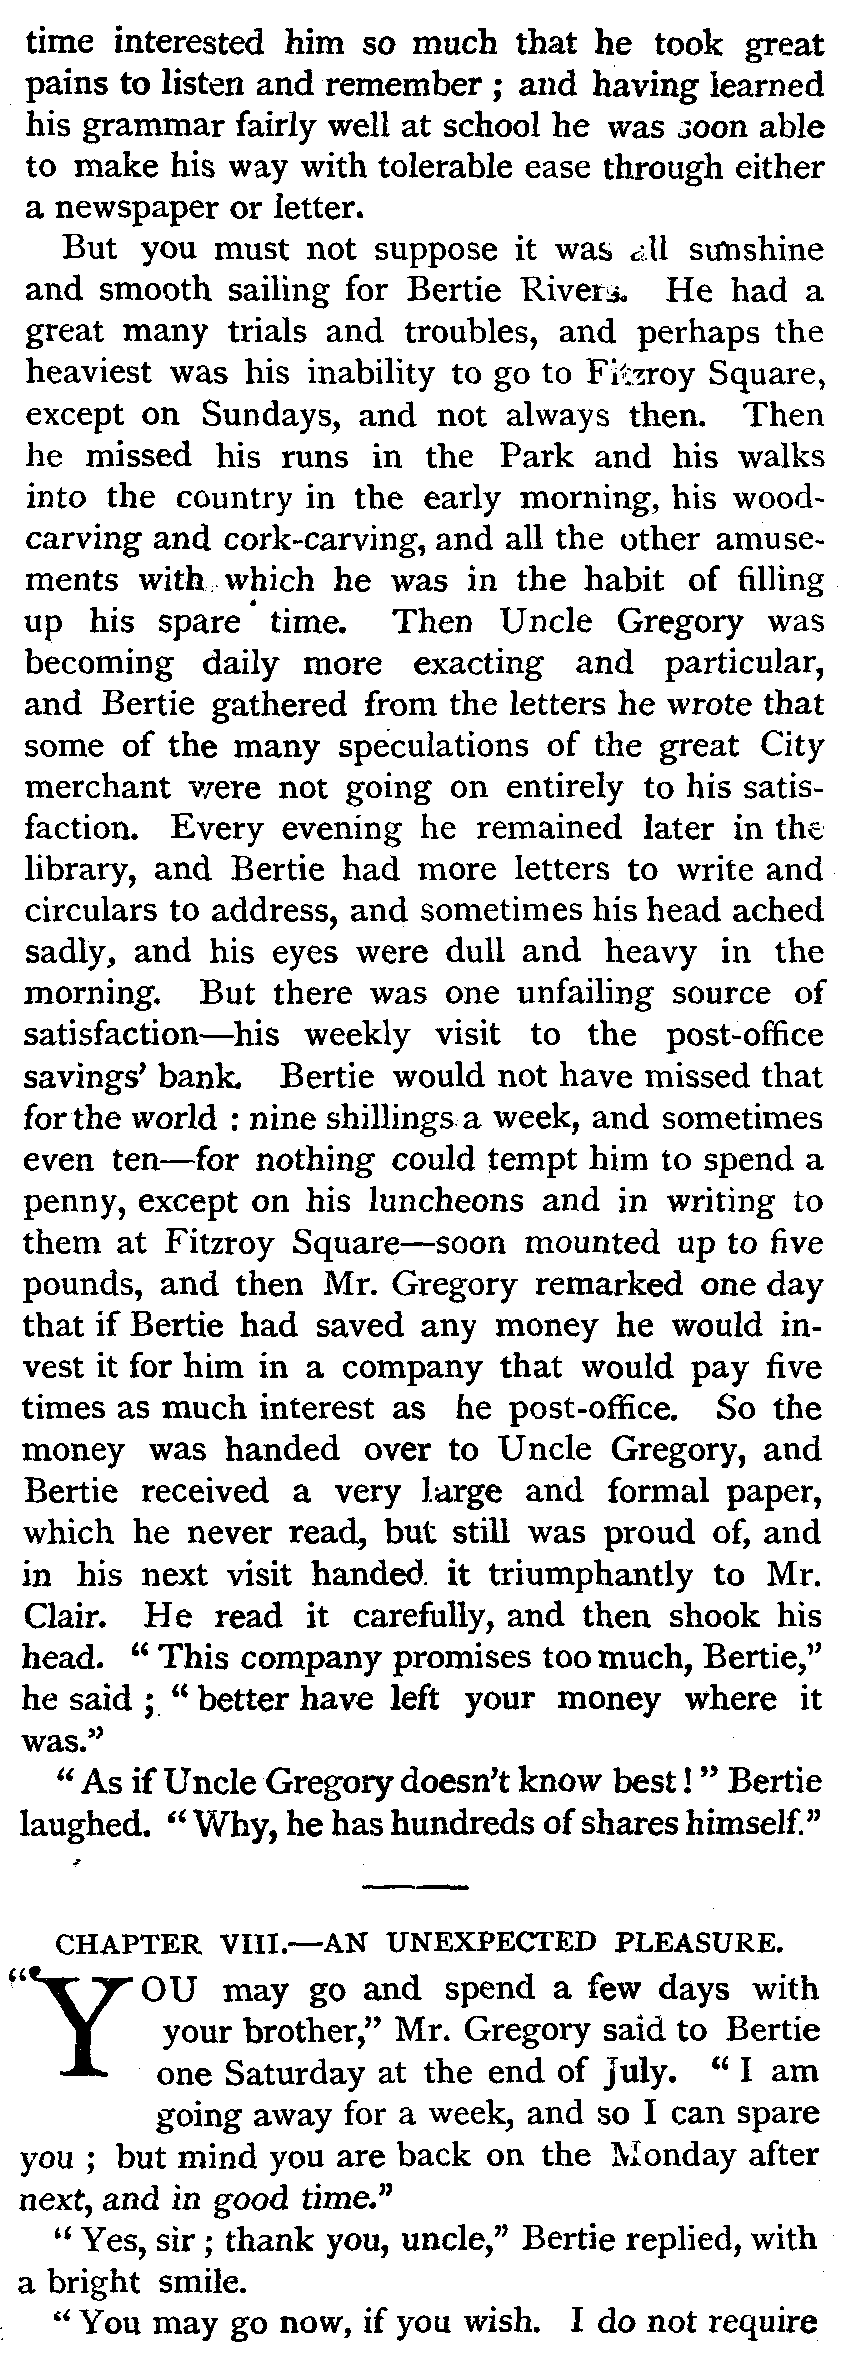 time interested him so much that he took great
pains to listen and remember ; and having learned
his grammar fairly well at school he was soon able
to make his way with tolerable ease through either
a newspaper or letter.
But you must not suppose it was all sunshine
and smooth sailing for Bertie Rivers. He had a
great many trials and troubles, and perhaps the
heaviest was his inability to go to Fitzroy Square,
except on Sundays, and not always then. Then
he missed his runs in the Park and his walks
into the country in the early morning, his wood-
carving and cork-carving, and all the other amuse-
ments with which he was in the habit of filling
up his spare time. Then Uncle Gregory was
becoming daily more exacting and particular,
and Bertie gathered from the letters he wrote that
some of the many speculations of the great City
merchant were not going on entirely to his satis-
faction. Every evening he remained later in the
library, and Bertie had more letters to write and
circulars to address, and sometimes his head ached
sadly, and his eyes were dull and heavy in the
morning. But there was one unfailing source of
satisfaction—his weekly visit to the post-office
savings' bank. Bertie would not have missed that
for the world : nine shillings a week, and sometimes
even ten—for nothing could tempt him to spend a
penny, except on his luncheons and in writing to
them at Fitzroy Square—soon mounted up to five
pounds, and then Mr. Gregory remarked one day
that if Bertie had saved any money he would in-
vest it for him in a company that would pay five
times as much interest as he post-office. So the
money was handed over to Uncle Gregory, and
Bertie received a very large and formal paper,
which he never read, but still was proud of, and
in his next visit handed it triumphantly to Mr.
Clair. He read it carefully, and then shook his
head. “ This company promises too much, Bertie,”
he said ; “ better have left your money where it
was.”
“ As if Uncle Gregory doesn't know best ! ” Bertie
laughed. “ Why, he has hundreds of shares himself.”
CHAPTER VIII.—AN UNEXPECTED PLEASURE.
“YOU may go and spend a few days with
your brother,” Mr. Gregory said to Bertie
one Saturday at the end of July. “ I am
going away for a week, and so I can spare
you ; but mind you are back on the Monday after
next, and in good time.”
“ Yes, sir ; thank you, uncle,” Bertie replied, with
a bright smile.
“ You may go now, if you wish. I do not require